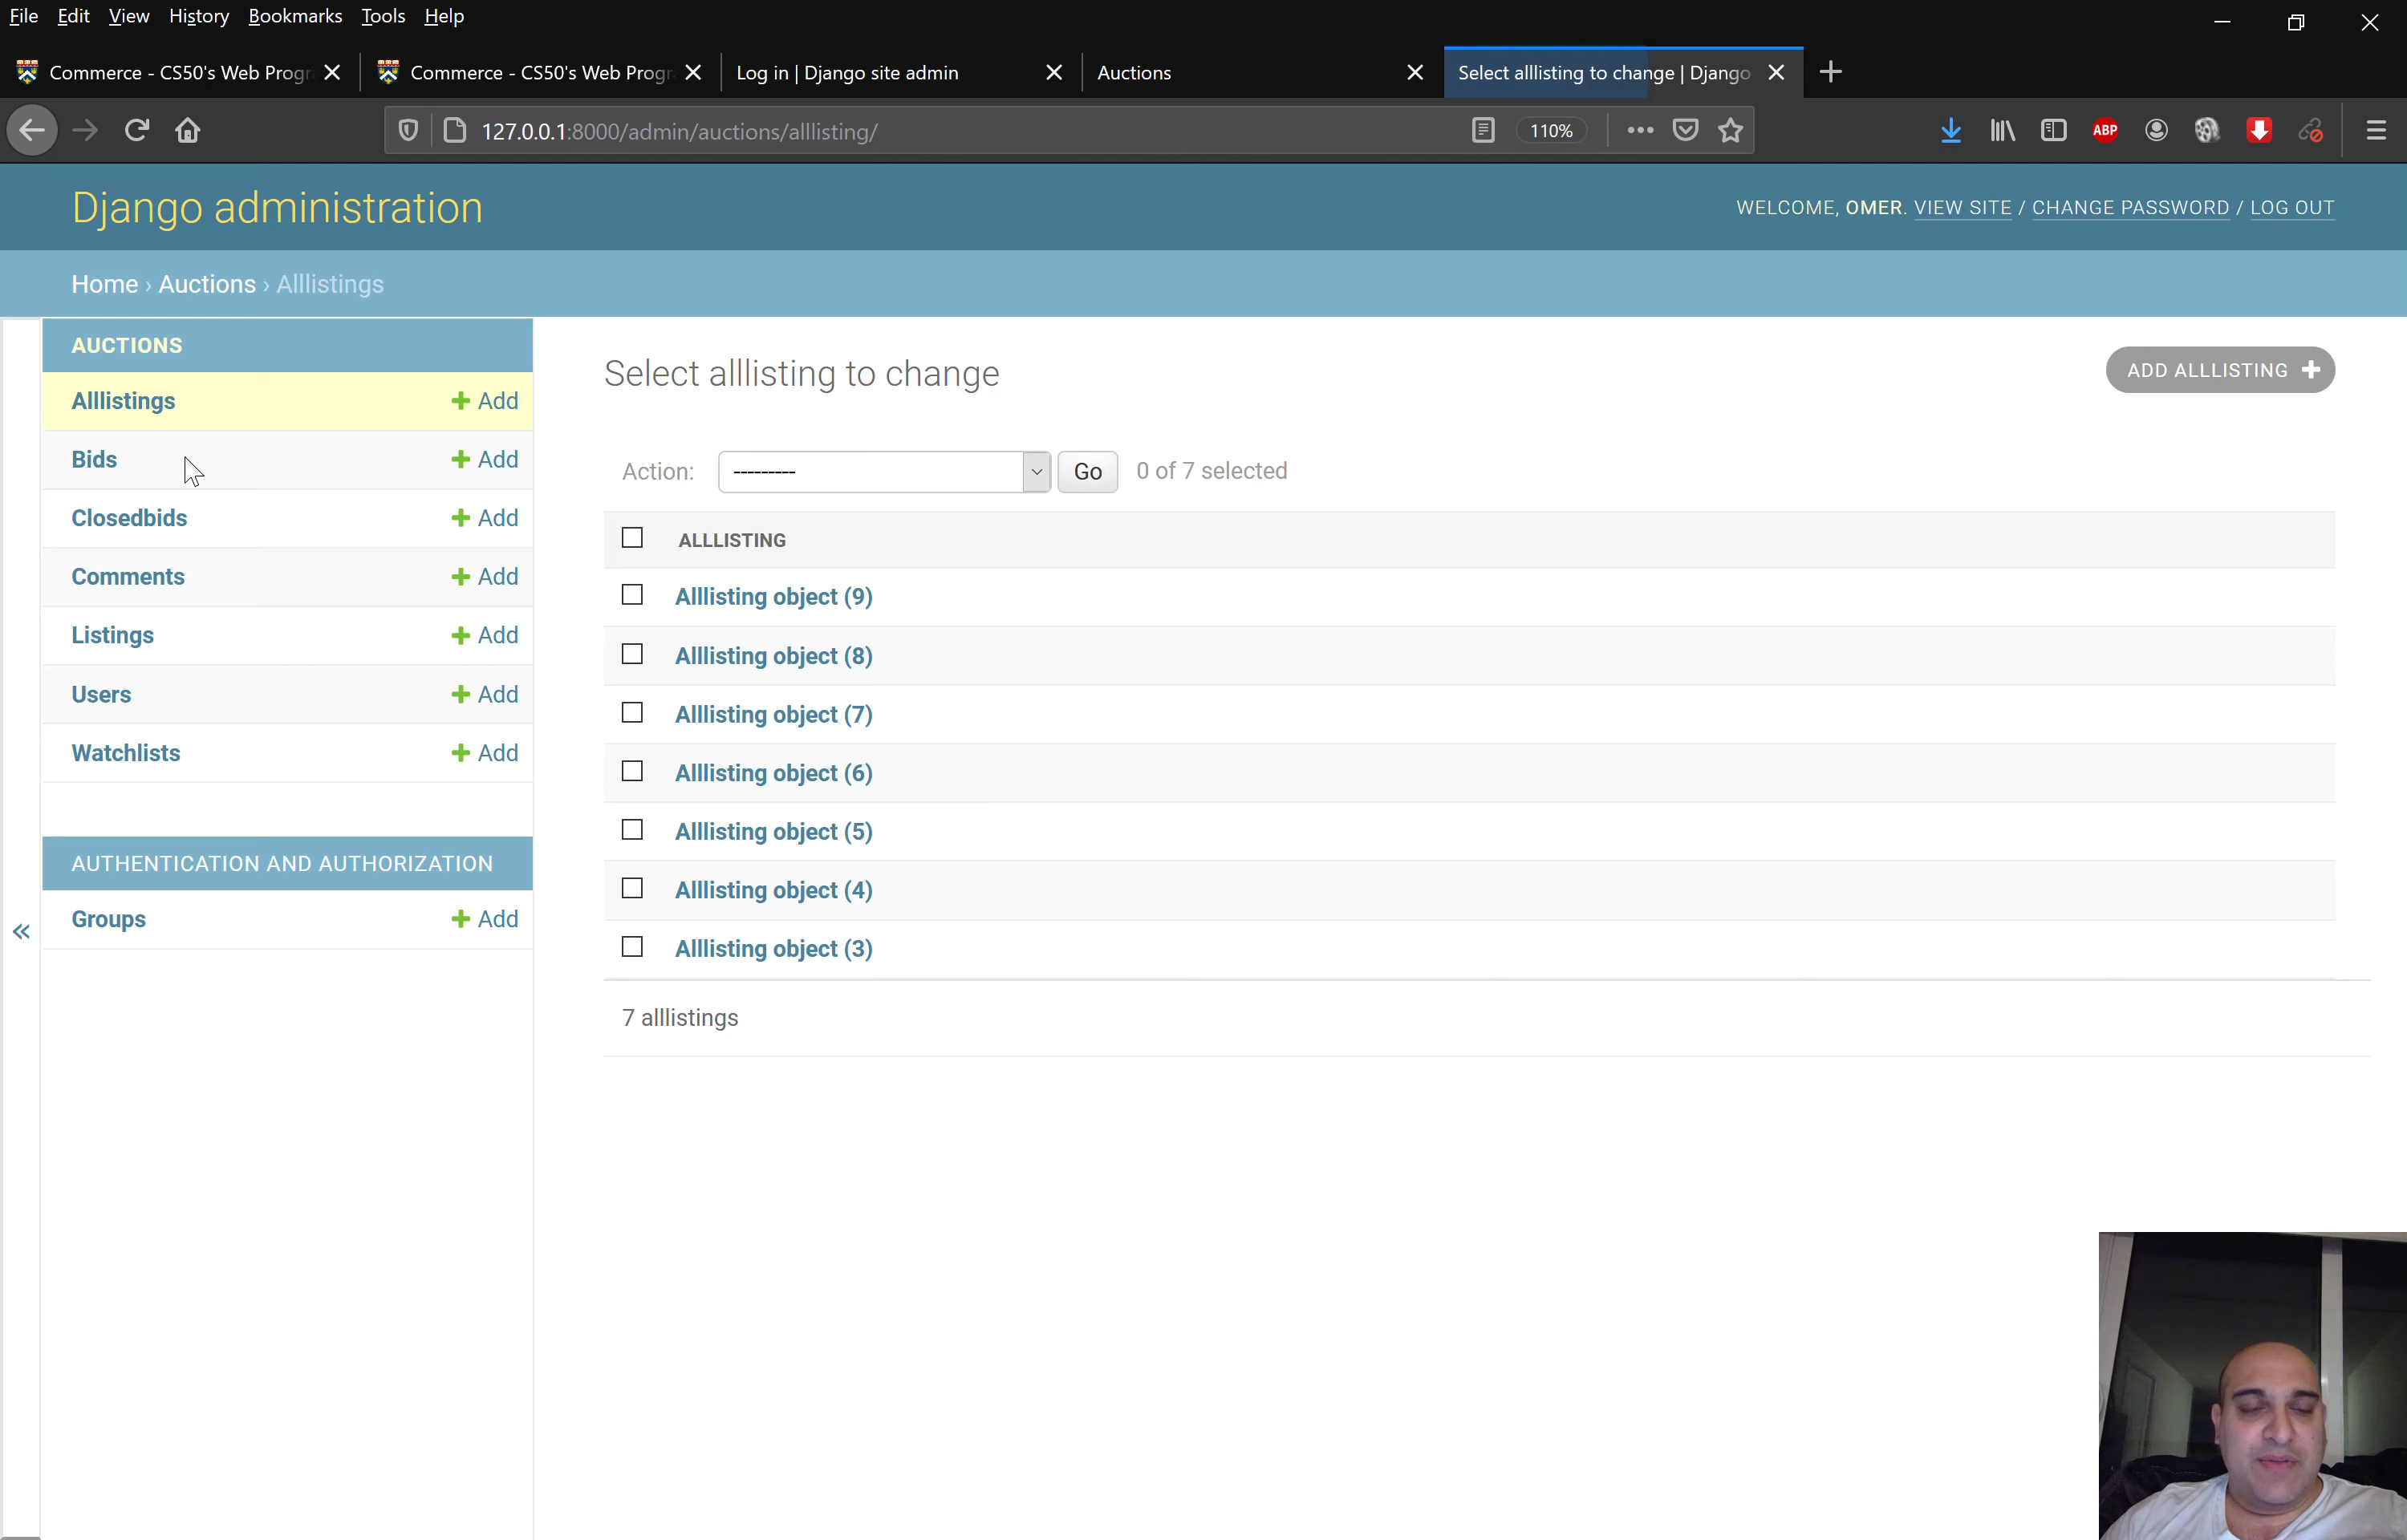 File Edit View History Bookmarks Tools Help
Commerce - CS50's Web Progr
Commerce - CS50's Web Progr
Log in | Django site admin
Auctions
Select alllisting to change | Django
127.0.0.1:8000/admin/auctions/alllisting/
110%
ABP
Django administration
WELCOME, OMER. VIEW SITE / CHANGE PASSWORD / LOG OUT
Home › Auctions › Alllistings
AUCTIONS
Alllistings + Add
Bids + Add
Closedbids + Add
Comments + Add
Listings + Add
Users + Add
Watchlists + Add
AUTHENTICATION AND AUTHORIZATION
Groups + Add
«
Select alllisting to change
ADD ALLLISTING +
Action: --------- Go 0 of 7 selected
ALLLISTING
Alllisting object (9)
Alllisting object (8)
Alllisting object (7)
Alllisting object (6)
Alllisting object (5)
Alllisting object (4)
Alllisting object (3)
7 alllistings